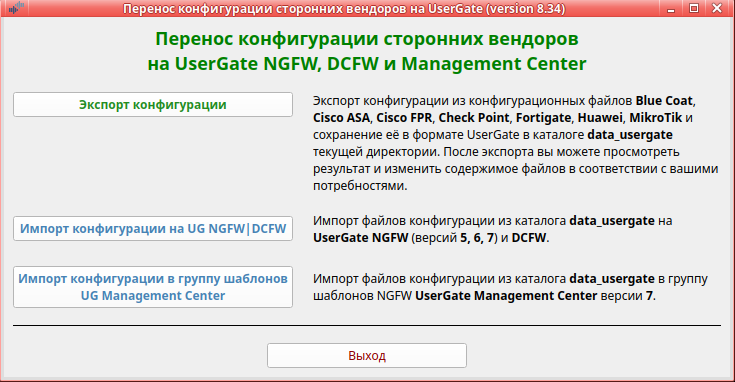 Перенос конфигурации сторонних вендоров на UserGate (version 8.34)
Перенос конфигурации сторонних вендоров
на UserGate NGFW, DCFW и Management Center
Экспорт конфигурации
Экспорт конфигурации из конфигурационных файлов Blue Coat,
Cisco ASA, Cisco FPR, Check Point, Fortigate, Huawei, MikroTik и
сохранение её в формате UserGate в каталоге data_usergate
текущей директории. После экспорта вы можете просмотреть
результат и изменить содержимое файлов в соответствии с вашими
потребностями.
Импорт конфигурации на UG NGFW|DCFW
Импорт файлов конфигурации из каталога data_usergate на
UserGate NGFW (версий 5, 6, 7) и DCFW.
Импорт конфигурации в группу шаблонов
UG Management Center
Импорт файлов конфигурации из каталога data_usergate в группу
шаблонов NGFW UserGate Management Center версии 7.
Выход